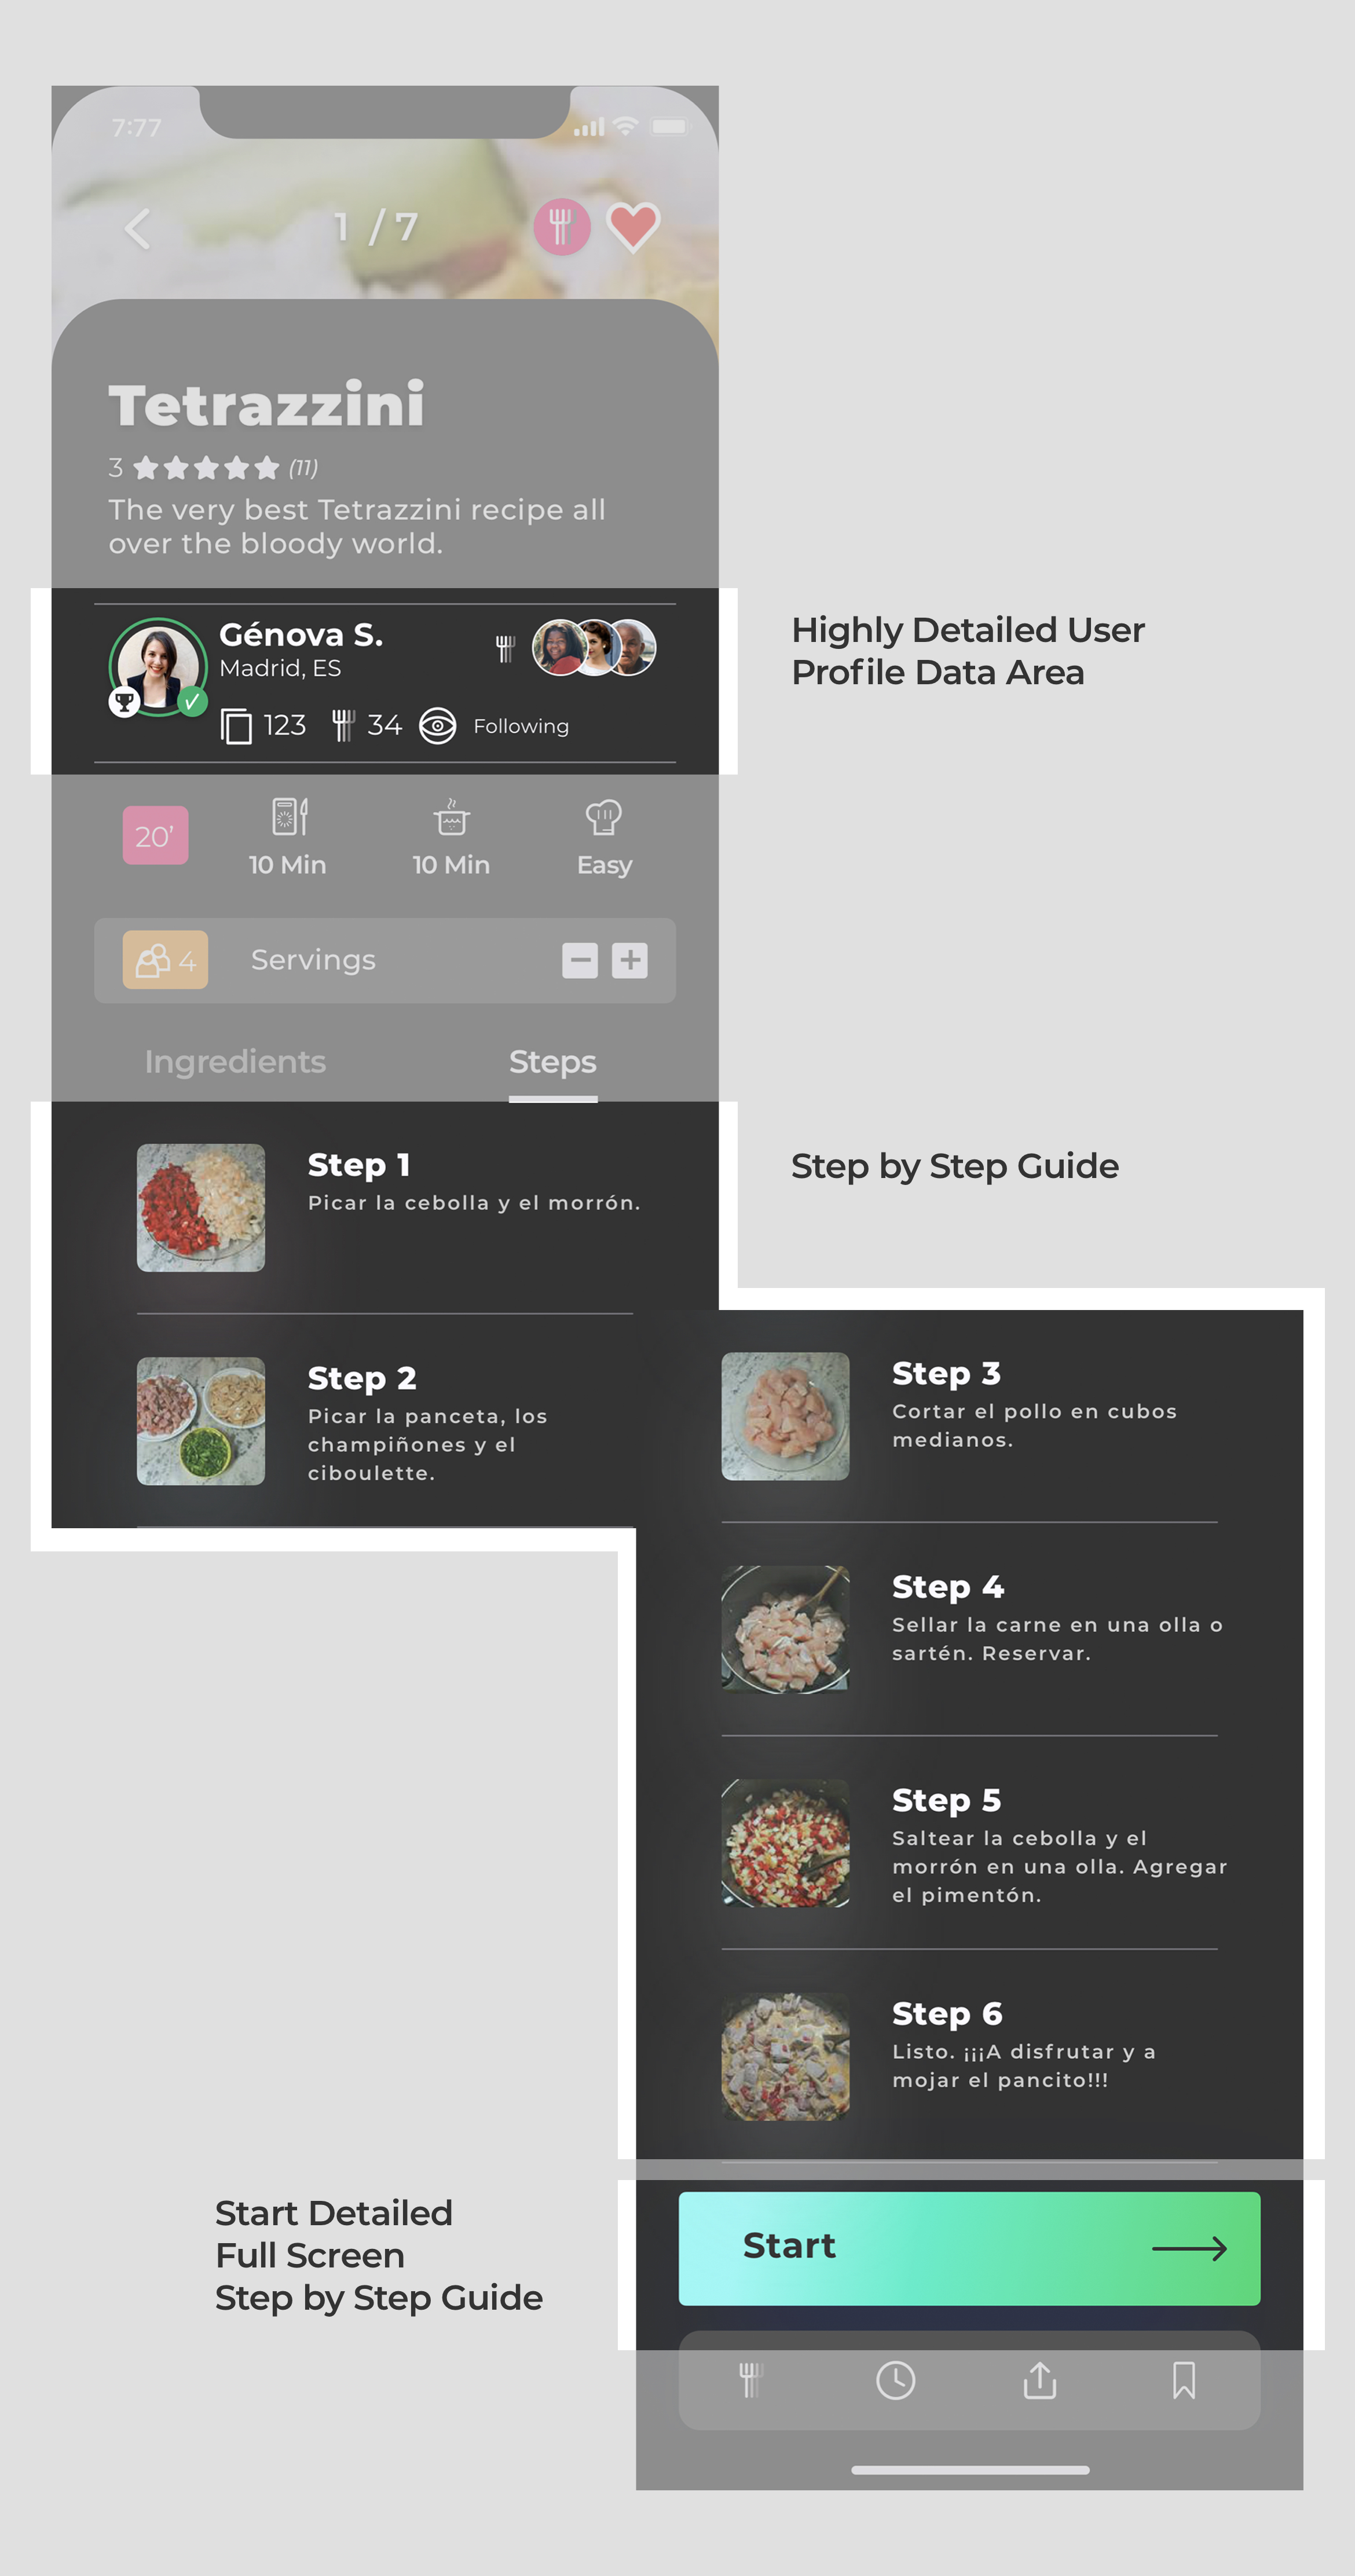 7:77
1 / 7
Tetrazzini
3 (11)
The very best Tetrazzini recipe all
over the bloody world.
Génova S.
Madrid, ES
123 34 Following
Highly Detailed User
Profile Data Area
20’
10 Min 10 Min Easy
4 Servings
Ingredients Steps
Step by Step Guide
Step 1
Picar la cebolla y el morrón.
Step 2
Picar la panceta, los
champiñones y el
ciboulette.
Step 3
Cortar el pollo en cubos
medianos.
Step 4
Sellar la carne en una olla o
sartén. Reservar.
Step 5
Saltear la cebolla y el
morrón en una olla. Agregar
el pimentón.
Step 6
Listo. ¡¡¡A disfrutar y a
mojar el pancito!!!
Start Detailed
Full Screen
Step by Step Guide
Start